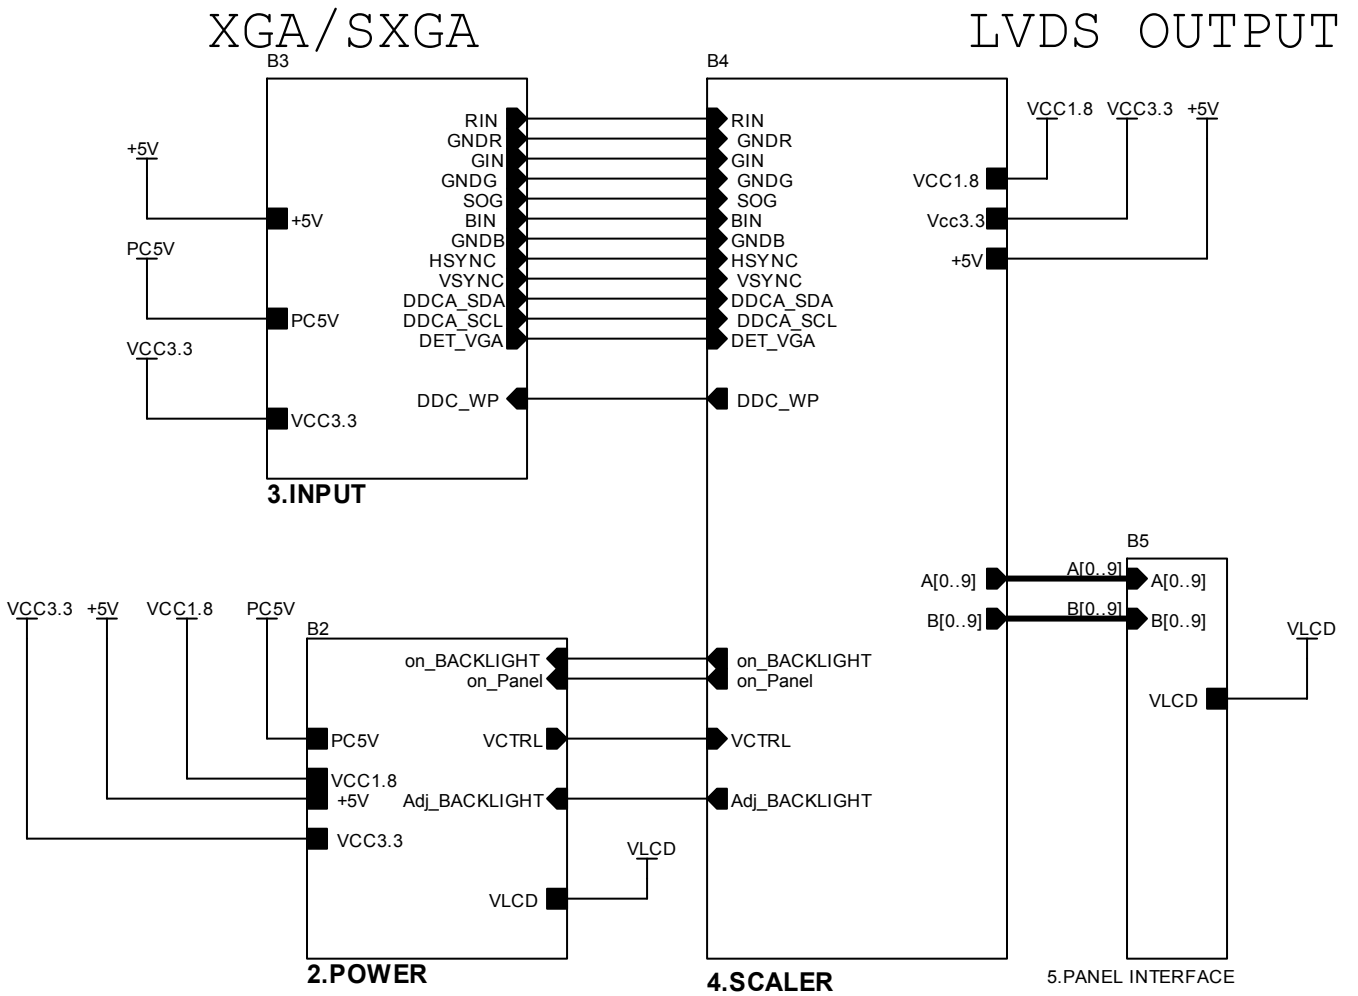 XGA/SXGA
LVDS OUTPUT
B3
RIN
GNDR
GIN
GNDG
SOG
BIN
GNDB
HSYNC
VSYNC
DDCA_SDA
DDCA_SCL
DET_VGA
DDC_WP
+5V
+5V
PC5V
PC5V
VCC3.3
VCC3.3
3.INPUT
B4
RIN
GNDR
GIN
GNDG
SOG
BIN
GNDB
HSYNC
VSYNC
DDCA_SDA
DDCA_SCL
DET_VGA
DDC_WP
VCC1.8 VCC3.3 +5V
VCC1.8
Vcc3.3
+5V
A[0..9]
B[0..9]
on_BACKLIGHT
on_Panel
VCTRL
Adj_BACKLIGHT
4.SCALER
B5
A[0..9]
A[0..9]
B[0..9]
B[0..9]
VLCD
VLCD
5.PANEL INTERFACE
VCC3.3 +5V VCC1.8 PC5V
B2
on_BACKLIGHT
on_Panel
PC5V
VCTRL
VCC1.8
+5V
Adj_BACKLIGHT
VCC3.3
VLCD
VLCD
2.POWER